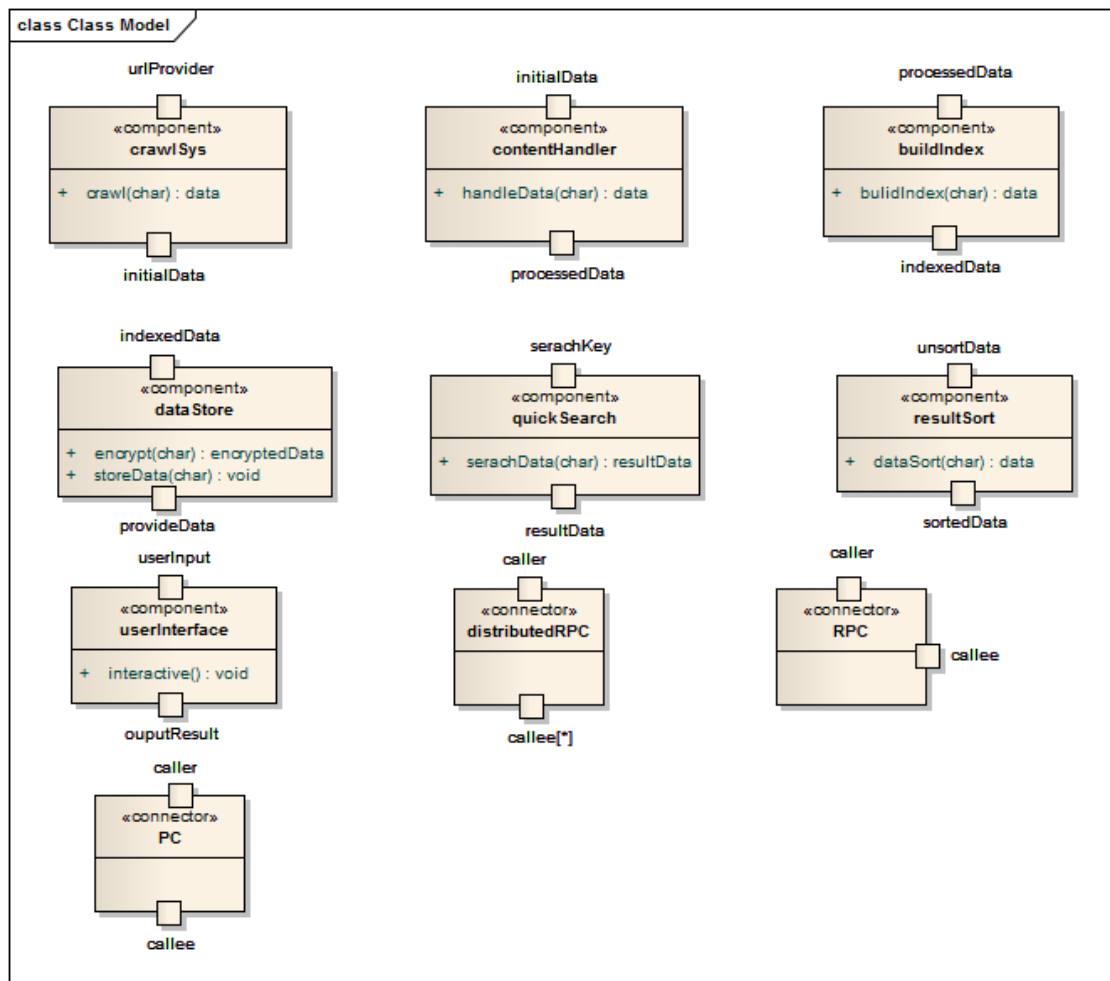 class Class Model
urlProvider
«component»
crawlSys
+ crawl(char) : data
initialData
initialData
«component»
contentHandler
+ handleData(char) : data
processedData
processedData
«component»
buildIndex
+ bulidIndex(char) : data
indexedData
indexedData
«component»
dataStore
+ encrypt(char) : encryptedData
+ storeData(char) : void
provideData
serachKey
«component»
quickSearch
+ serachData(char) : resultData
resultData
unsortData
«component»
resultSort
+ dataSort(char) : data
sortedData
userInput
«component»
userInterface
+ interactive() : void
ouputResult
caller
«connector»
distributedRPC
callee[*]
caller
«connector»
RPC
callee
caller
«connector»
PC
callee